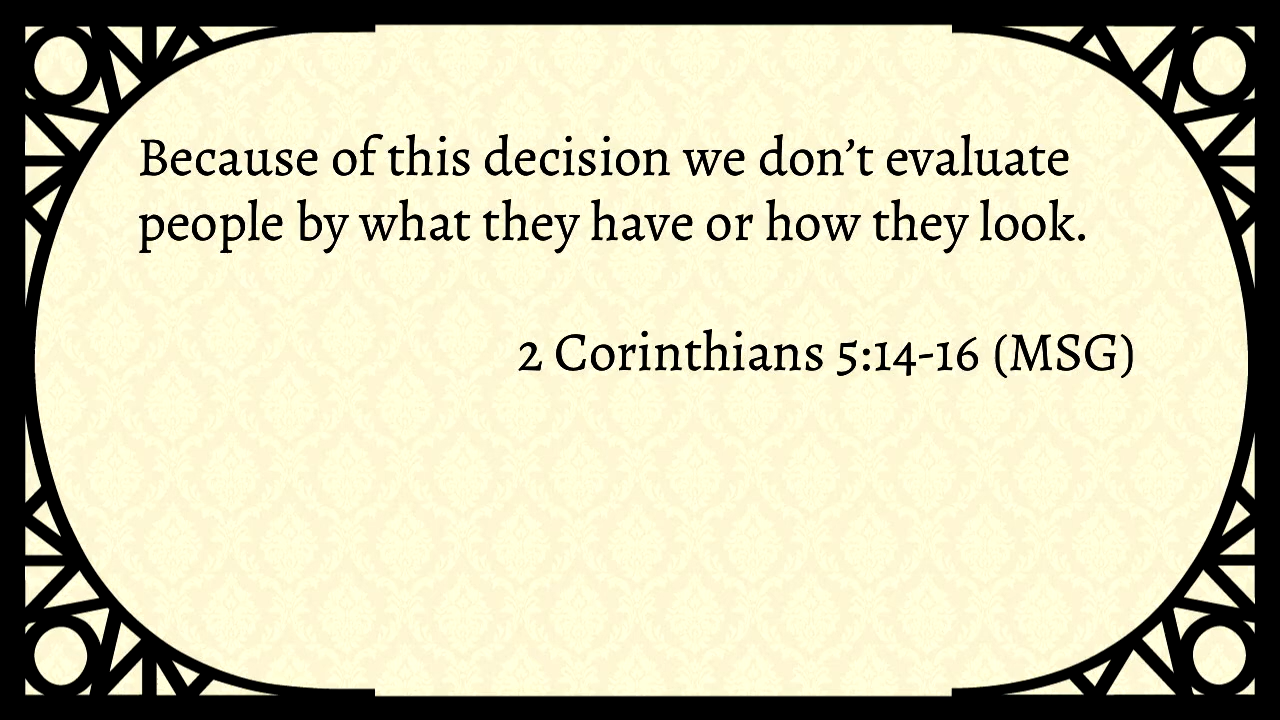 Because of this decision we don’t evaluate
people by what they have or how they look.
2 Corinthians 5:14-16 (MSG)